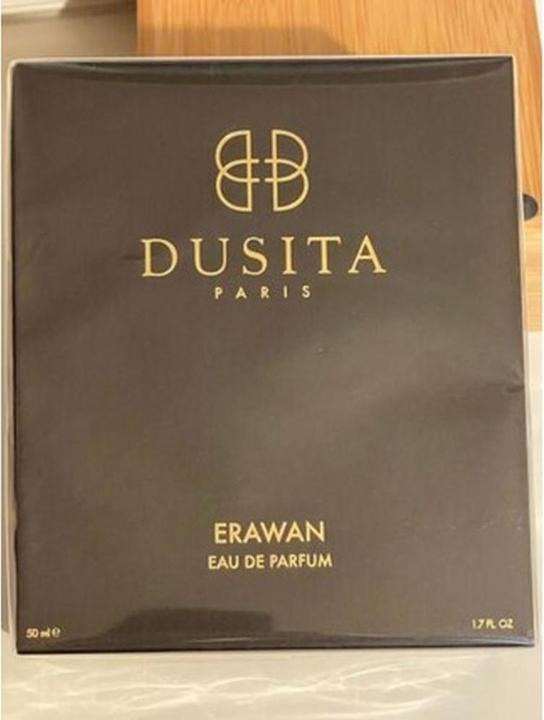 DUSITA
PARIS
ERAWAN
EAU DE PARFUM
50 ml ℮
1.7 FL OZ